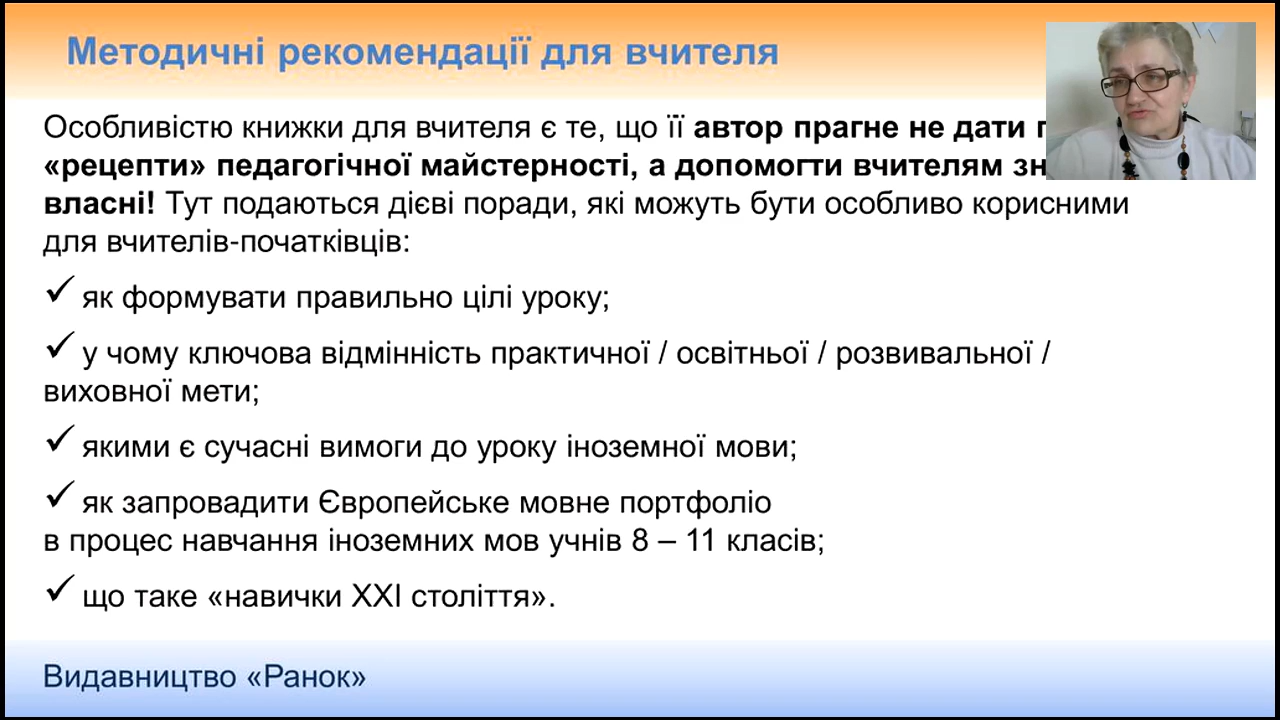 Методичні рекомендації для вчителя
Особливістю книжки для вчителя є те, що її автор прагне не дати
«рецепти» педагогічної майстерності, а допомогти вчителям
власні! Тут подаються дієві поради, які можуть бути особливо корисними
для вчителів-початківців:
✓ як формувати правильно цілі уроку;
✓ у чому ключова відмінність практичної / освітньої / розвивальної /
виховної мети;
✓ якими є сучасні вимоги до уроку іноземної мови;
✓ як запровадити Європейське мовне портфоліо
в процес навчання іноземних мов учнів 8 – 11 класів;
✓ що таке «навички ХХІ століття».
Видавництво «Ранок»